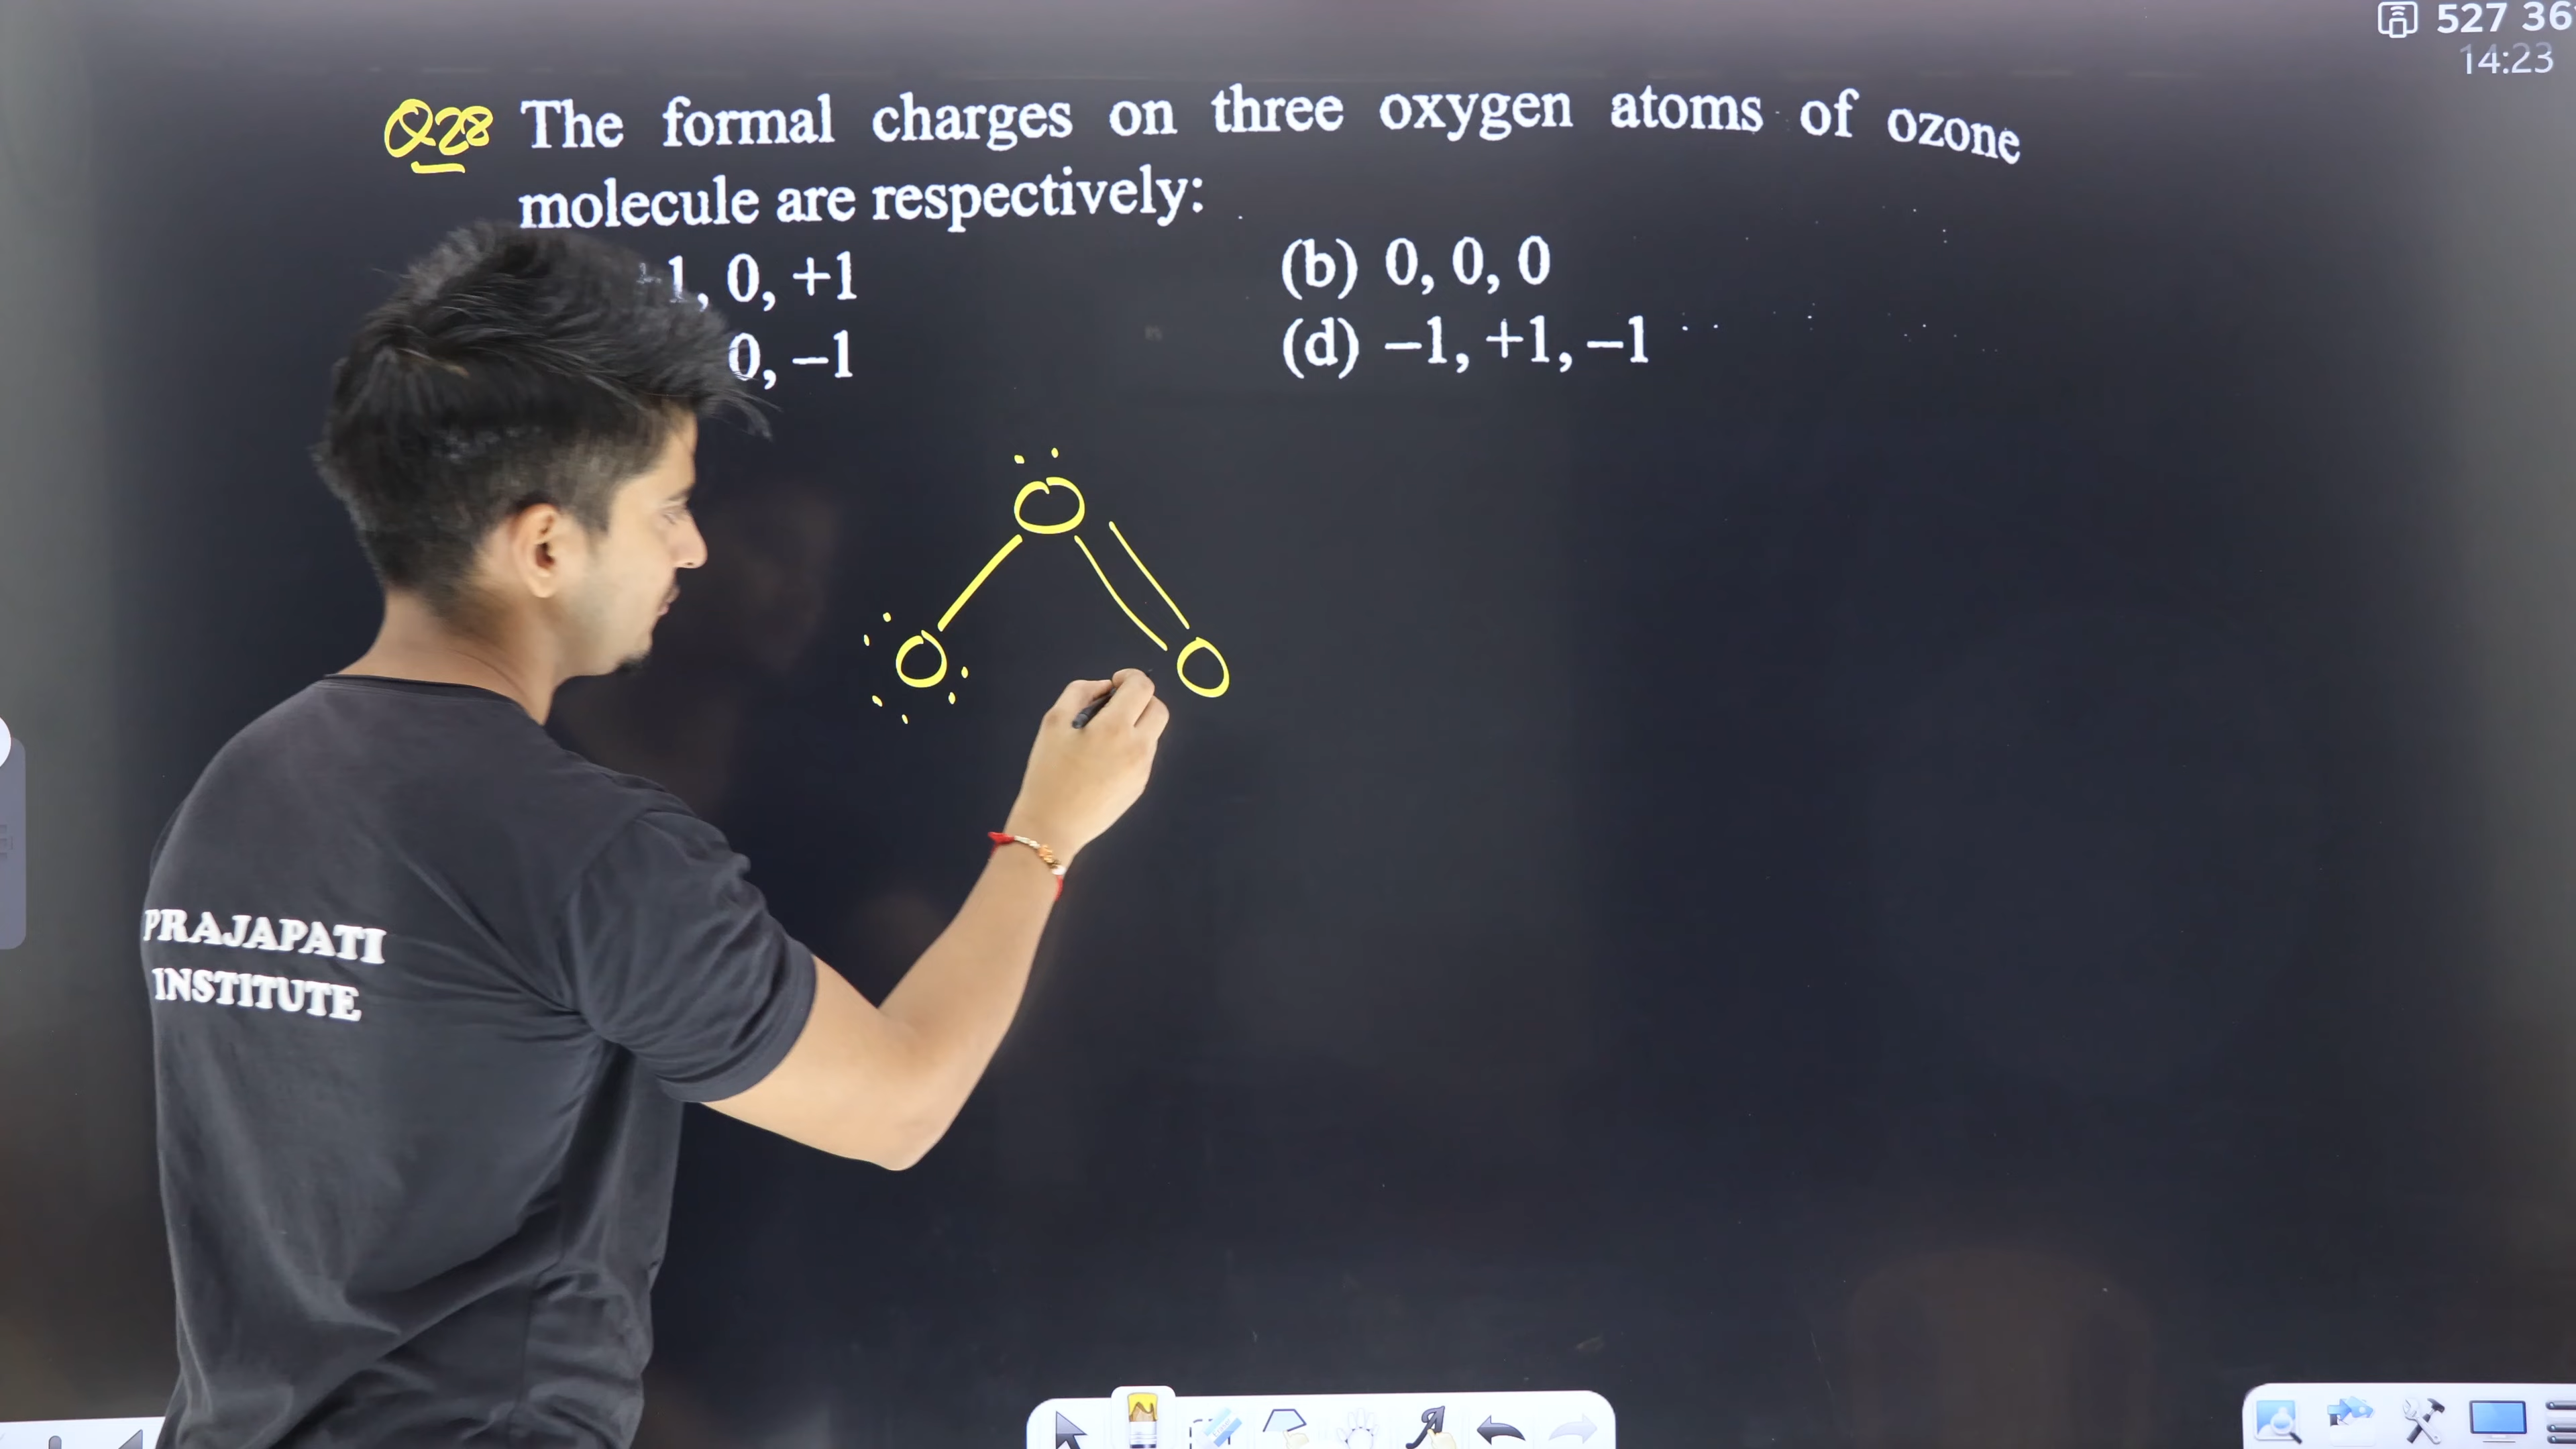 527 36
14:23
Q28 The formal charges on three oxygen atoms of ozone
molecule are respectively:
1, 0, +1
(b) 0, 0, 0
0, –1
(d) –1, +1, –1
O
O
O
PRAJAPATI
INSTITUTE